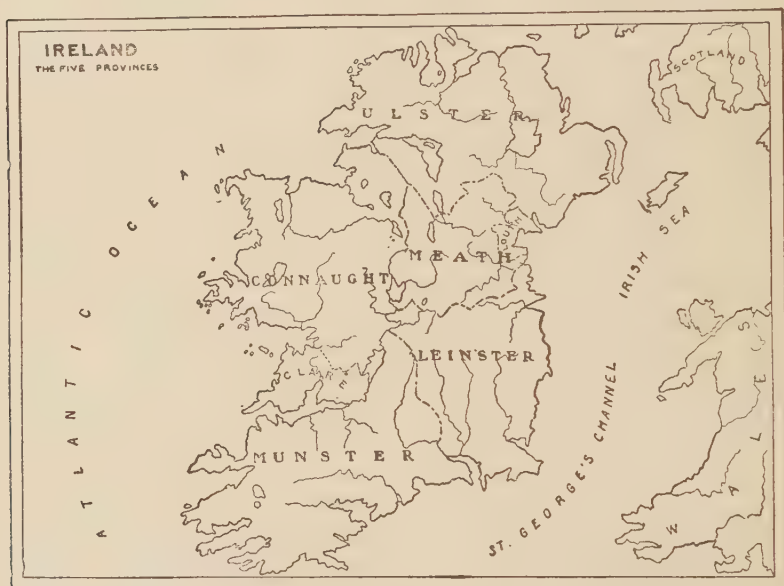 IRELAND
THE FIVE PROVINCES
SCOTLAND
ULSTER
ATLANTIC OCEAN
LOUTH
IRISH SEA
MEATH
CONNAUGHT
LEINSTER
CLARE
MUNSTER
ST. GEORGE'S CHANNEL
WALES